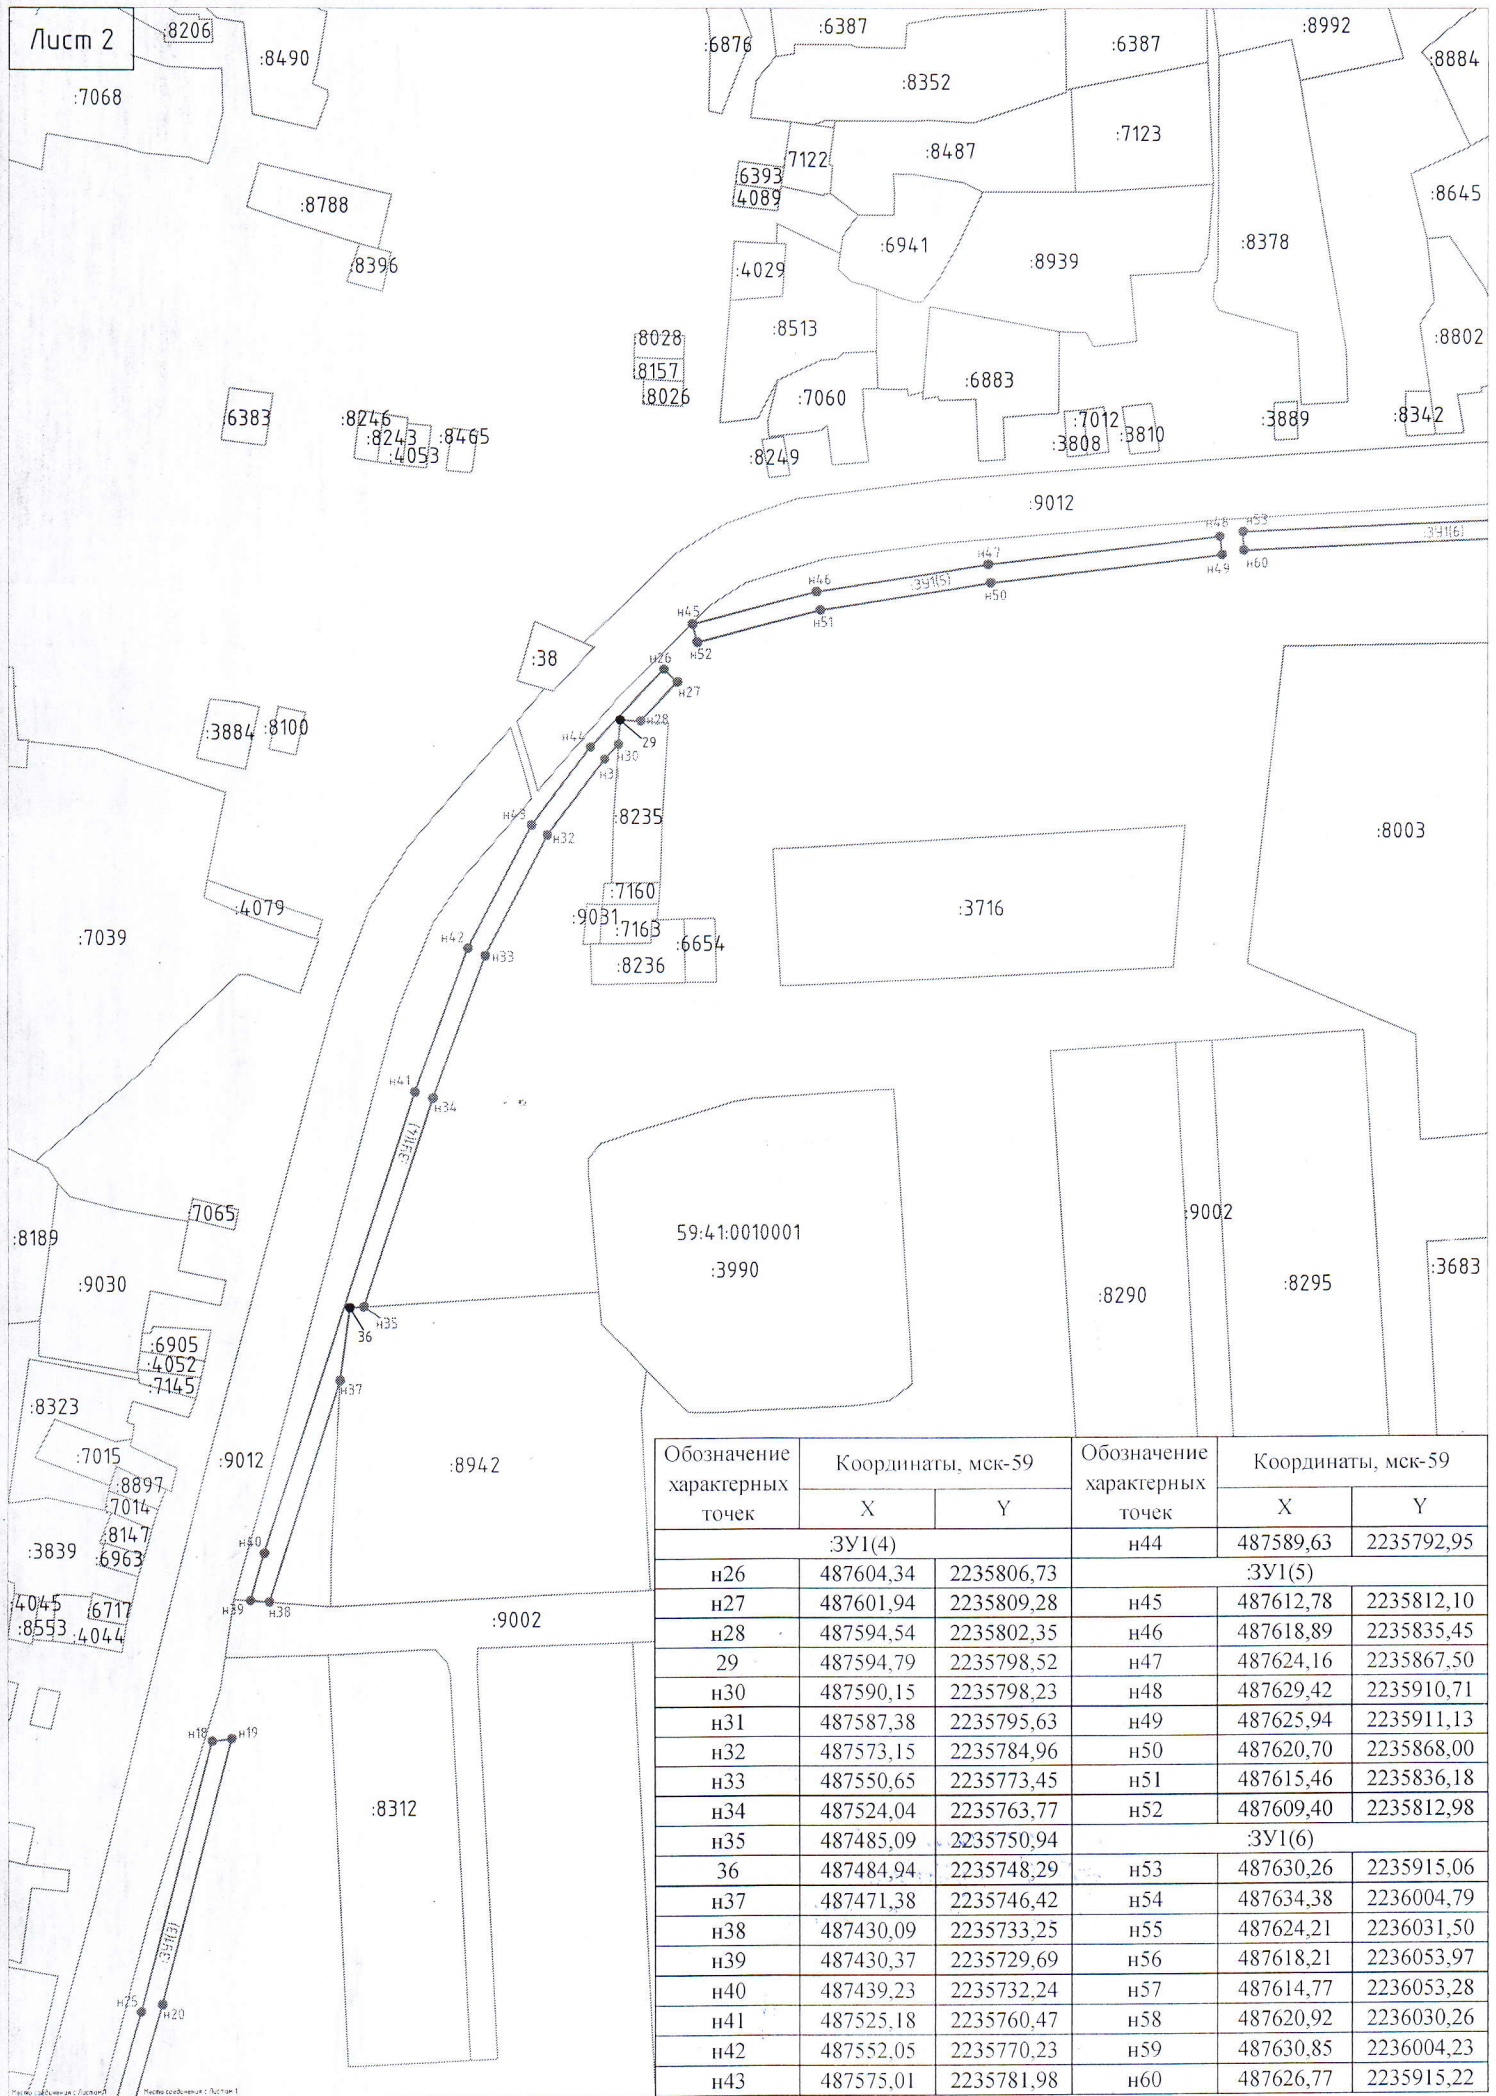 Лист 2
:8206
:8490
:7068
:6876
:6387
:6387
:8992
:8884
:8352
:7123
7122
:8487
6393
4089
:8788
:8396
:8645
:6941
:8939
:8378
:4029
:8513
:8802
:8028
:8157
:8026
:6883
:7060
6383
:8246
:8243
:4053
:8465
:7012
:3808
:3810
:3889
:8342
:8249
:9012
н48
н53
:ЗУ1(6)
н47
н49
н60
н46
:ЗУ1(5)
н50
н45
н51
н52
:38
н26
н27
н28
29
:3884
:8100
н44
н30
н31
:8235
н43
н32
:8003
:7160
:4079
:9031
:7163
:3716
:7039
:6654
н42
н33
:8236
н41
н34
:ЗУ1(4)
7065
:8189
59:41:0010001
:3990
:9002
:9030
:8290
:8295
:3683
н35
36
:6905
:4052
:7145
н37
:8323
:7015
:9012
:8942
:8897
7014
:8147
:6963
:3839
н40
4045
:8553
6717
:4044
н39
н38
:9002
н18
н19
:8312
:ЗУ1(3)
н25
н20
Место соединения с Листом 1
Место соединения с Листом 1
Обозначение характерных точек Координаты, мск-59 Обозначение характерных точек Координаты, мск-59
X Y X Y
:ЗУ1(4) н44 487589,63 2235792,95
н26 487604,34 2235806,73 :ЗУ1(5)
н27 487601,94 2235809,28 н45 487612,78 2235812,10
н28 487594,54 2235802,35 н46 487618,89 2235835,45
29 487594,79 2235798,52 н47 487624,16 2235867,50
н30 487590,15 2235798,23 н48 487629,42 2235910,71
н31 487587,38 2235795,63 н49 487625,94 2235911,13
н32 487573,15 2235784,96 н50 487620,70 2235868,00
н33 487550,65 2235773,45 н51 487615,46 2235836,18
н34 487524,04 2235763,77 н52 487609,40 2235812,98
н35 487485,09 2235750,94 :ЗУ1(6)
36 487484,94 2235748,29 н53 487630,26 2235915,06
н37 487471,38 2235746,42 н54 487634,38 2236004,79
н38 487430,09 2235733,25 н55 487624,21 2236031,50
н39 487430,37 2235729,69 н56 487618,21 2236053,97
н40 487439,23 2235732,24 н57 487614,77 2236053,28
н41 487525,18 2235760,47 н58 487620,92 2236030,26
н42 487552,05 2235770,23 н59 487630,85 2236004,23
н43 487575,01 2235781,98 н60 487626,77 2235915,22